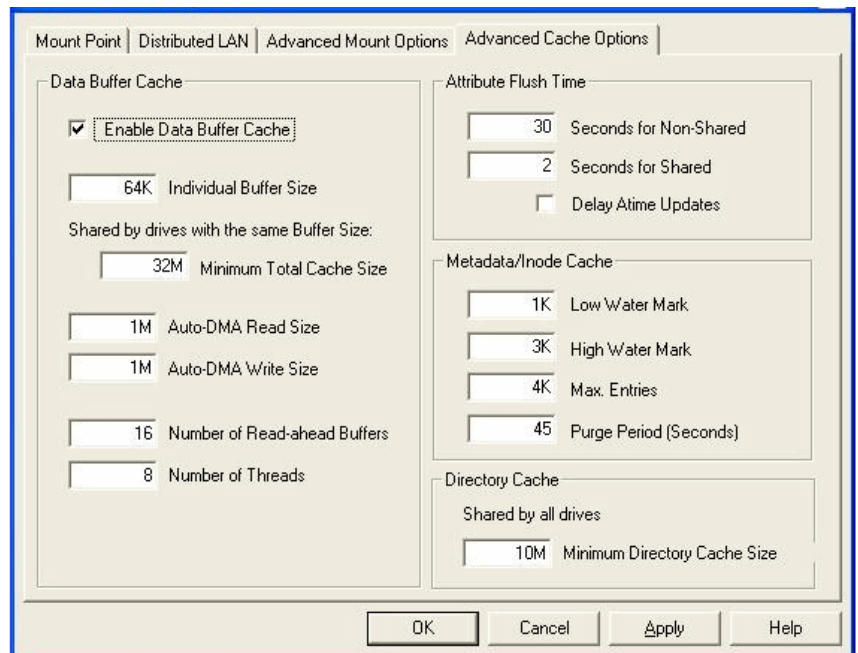 Mount Point
Distributed LAN
Advanced Mount Options
Advanced Cache Options
Data Buffer Cache
Enable Data Buffer Cache
64K Individual Buffer Size
Shared by drives with the same Buffer Size:
32M Minimum Total Cache Size
1M Auto-DMA Read Size
1M Auto-DMA Write Size
16 Number of Read-ahead Buffers
8 Number of Threads
Attribute Flush Time
30 Seconds for Non-Shared
2 Seconds for Shared
Delay Atime Updates
Metadata/Inode Cache
1K Low Water Mark
3K High Water Mark
4K Max. Entries
45 Purge Period (Seconds)
Directory Cache
Shared by all drives
10M Minimum Directory Cache Size
OK
Cancel
Apply
Help